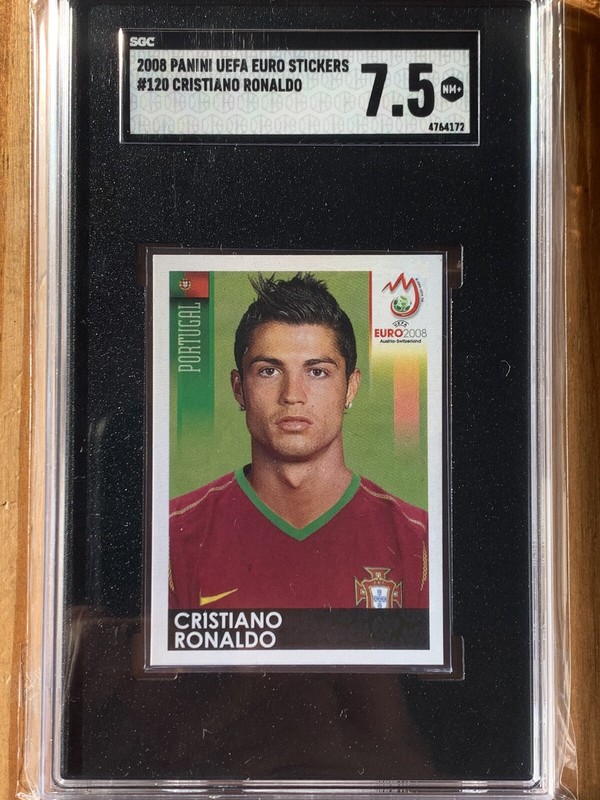 SGC
2008 PANINI UEFA EURO STICKERS
#120 CRISTIANO RONALDO
7.5
NM+
4764172
PORTUGAL
UEFA
EURO2008
Austria-Switzerland
CRISTIANO
RONALDO